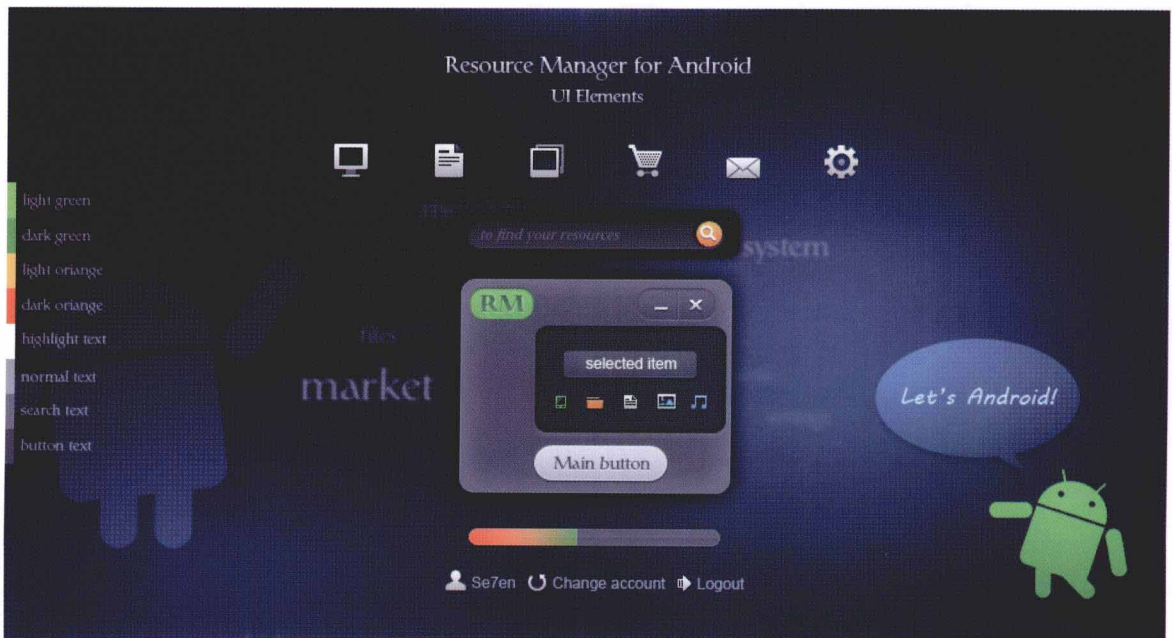 Resource Manager for Android
UI Elements
light green
dark green
light oriange
dark oriange
highlight text
normal text
search text
button text
to find your resources
system
RM
files
market
selected item
Let's Android!
Main button
Se7en Change account Logout